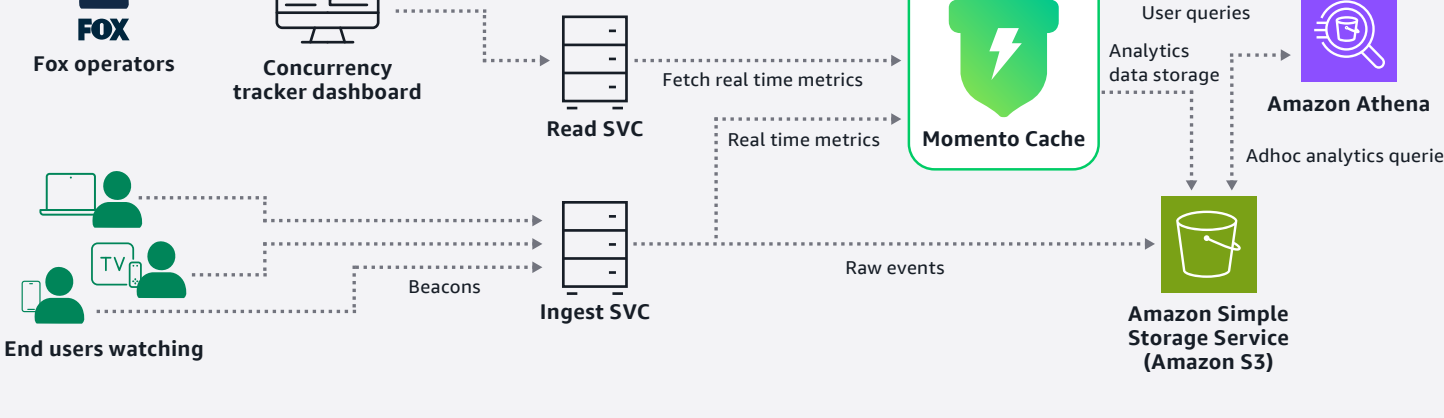 FOX
Fox operators
Concurrency
tracker dashboard
Read SVC
Fetch real time metrics
Real time metrics
Momento Cache
User queries
Analytics
data storage
Amazon Athena
Adhoc analytics querie
TV
Beacons
End users watching
Ingest SVC
Raw events
Amazon Simple
Storage Service
(Amazon S3)